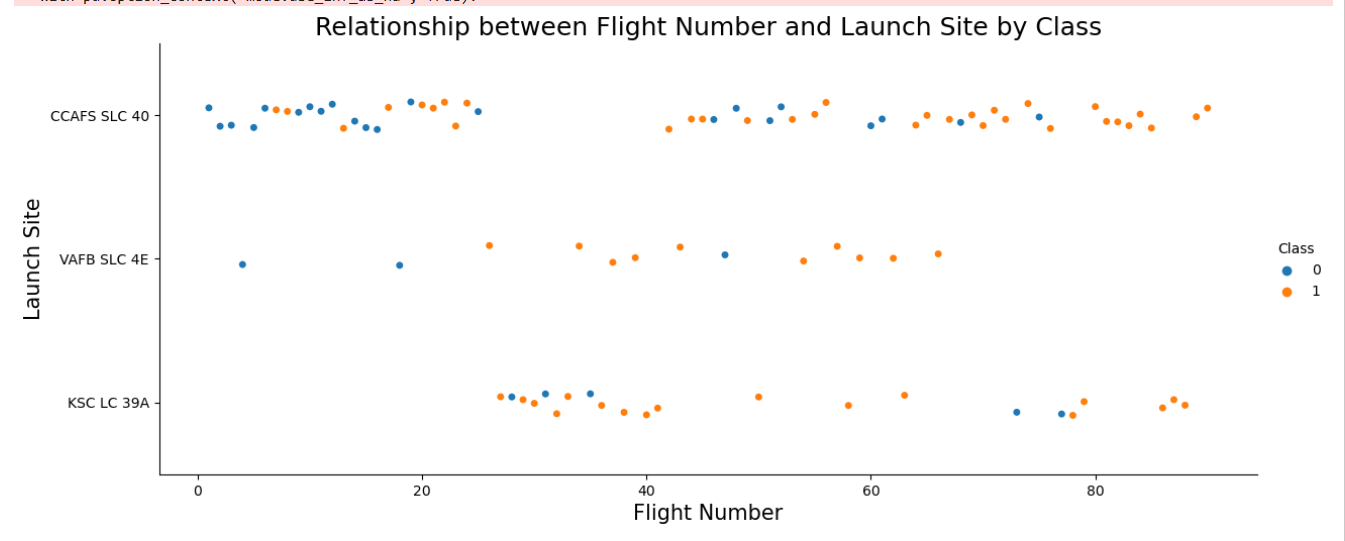 Relationship between Flight Number and Launch Site by Class
CCAFS SLC 40
VAFB SLC 4E
KSC LC 39A
Launch Site
0 20 40 60 80
Flight Number
Class
0
1